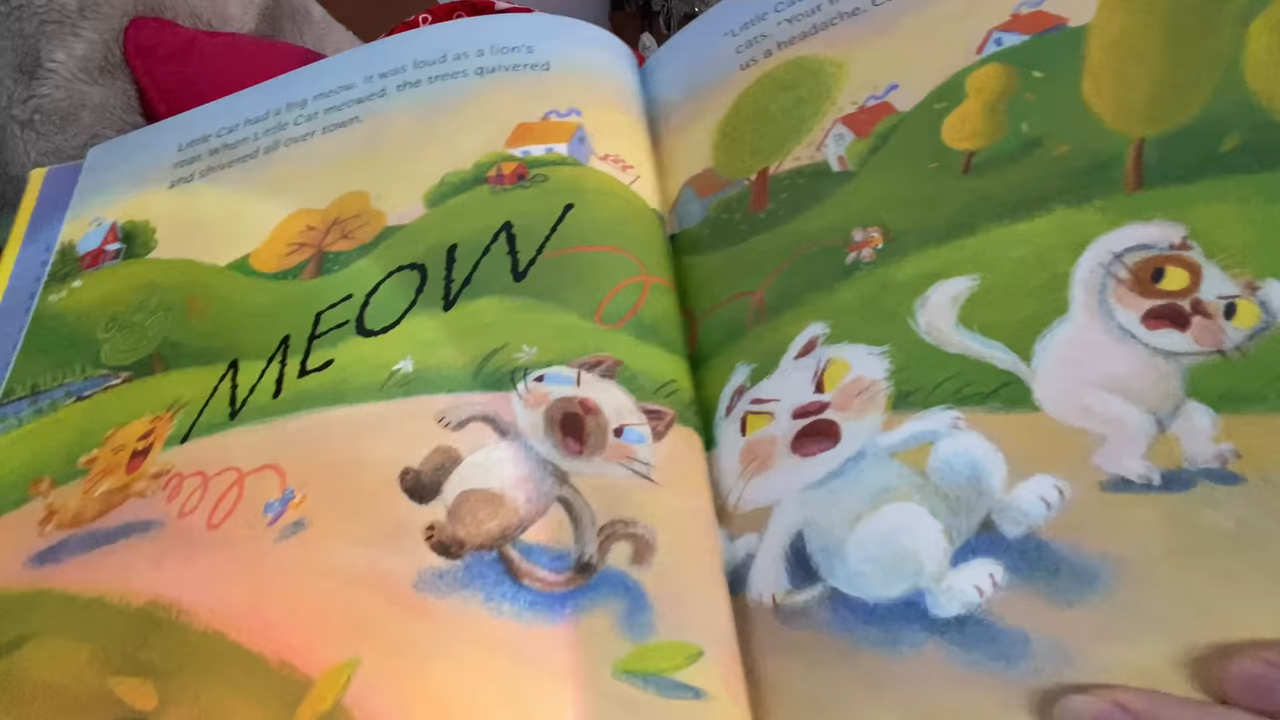 Little Cat had a big meow. It was loud as a lion's
roar. When Little Cat meowed, the trees quivered
and shivered all over town.
MEOW
"Little Cat
cats. "Your
us a headache.